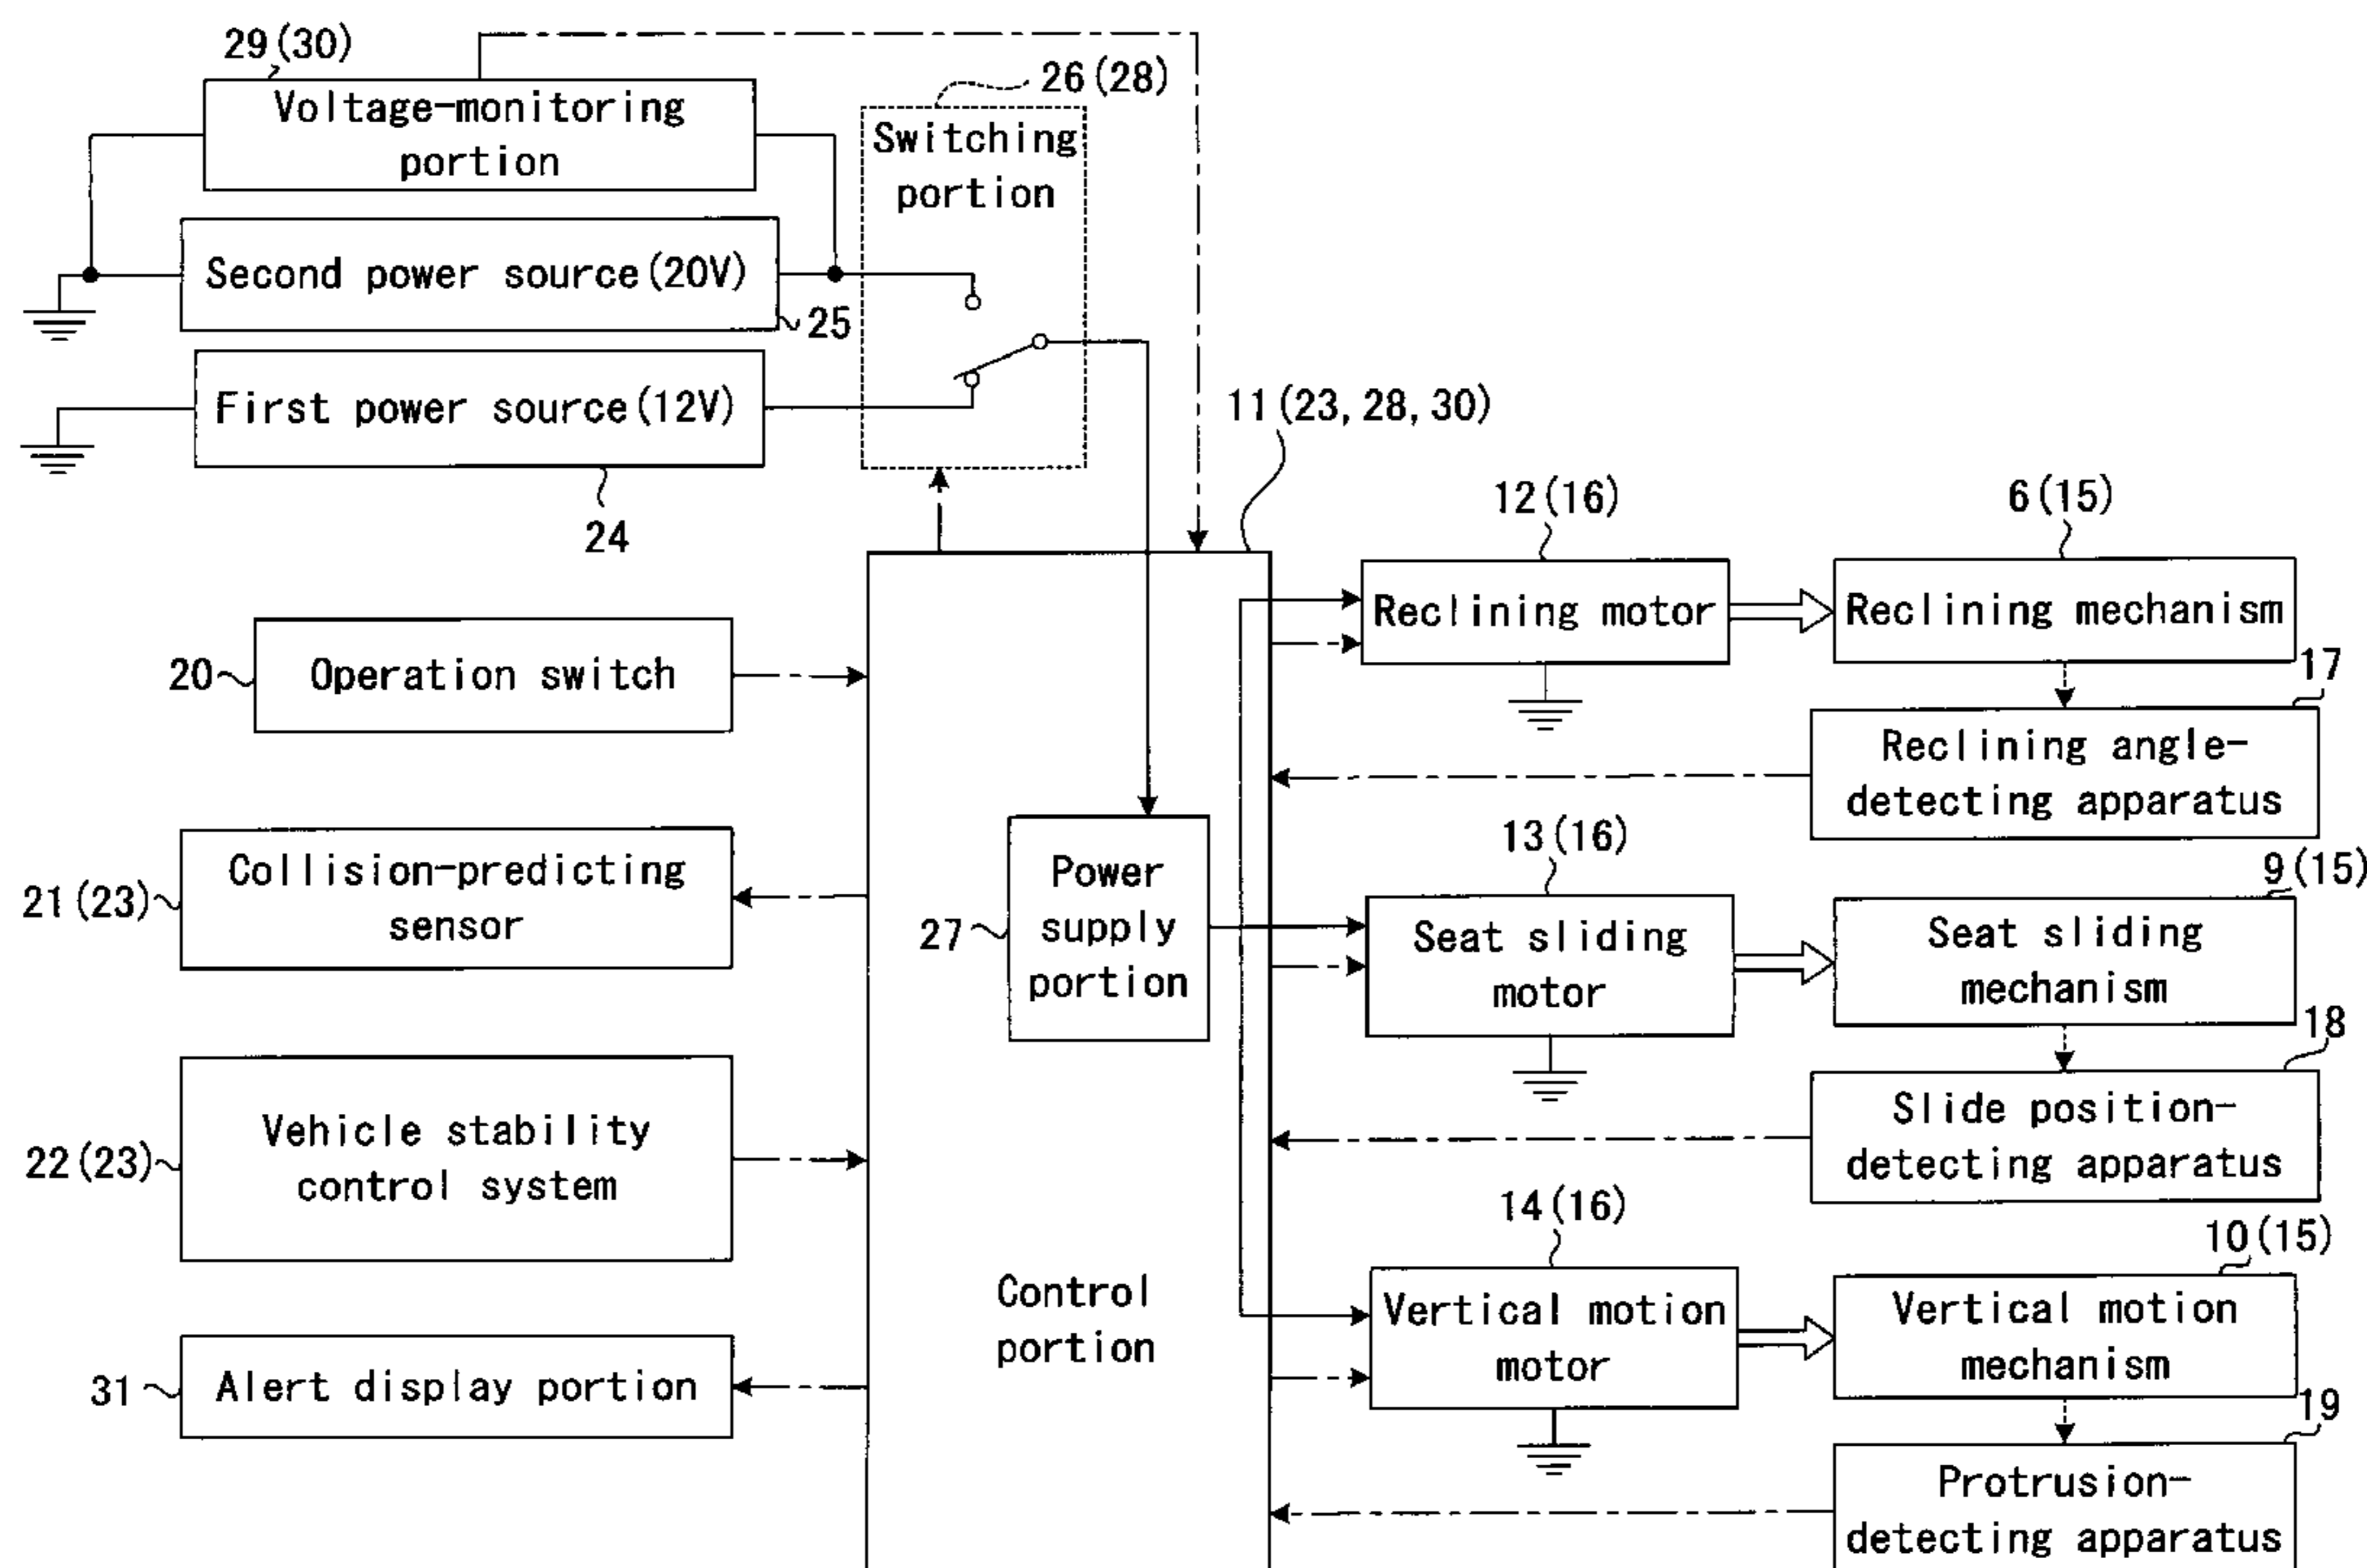 29(30)
Voltage-monitoring
portion
26(28)
Switching
portion
Second power source(20V)
25
First power source(12V)
24
11(23, 28, 30)
12(16)
6(15)
Reclining motor
Reclining mechanism
17
20
Operation switch
Reclining angle-
detecting apparatus
21(23)
Collision-predicting
sensor
27
Power
supply
portion
13(16)
9(15)
Seat sliding
motor
Seat sliding
mechanism
18
Slide position-
detecting apparatus
22(23)
Vehicle stability
control system
14(16)
10(15)
Control
portion
Vertical motion
motor
Vertical motion
mechanism
31
Alert display portion
19
Protrusion-
detecting apparatus